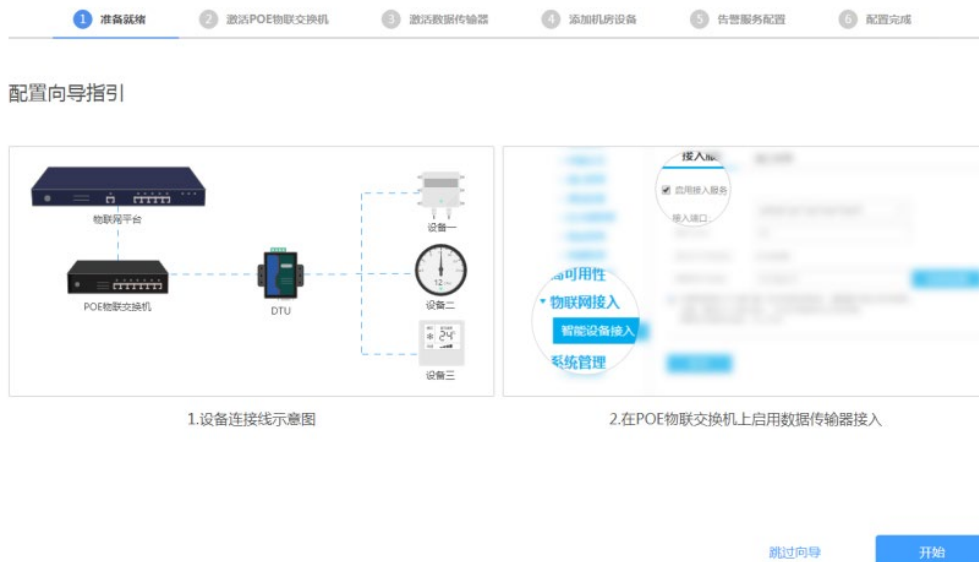 1 准备就绪
2 激活POE物联交换机
3 激活数据传输器
4 添加机房设备
5 告警服务配置
6 配置完成
配置向导指引
物联网平台
POE物联交换机
DTU
设备一
12
设备二
24
设备三
1.设备连接线示意图
启用接入服务
接入端口:
可用性
物联网接入
智能设备接入
系统管理
2.在POE物联交换机上启用数据传输器接入
跳过向导
开始